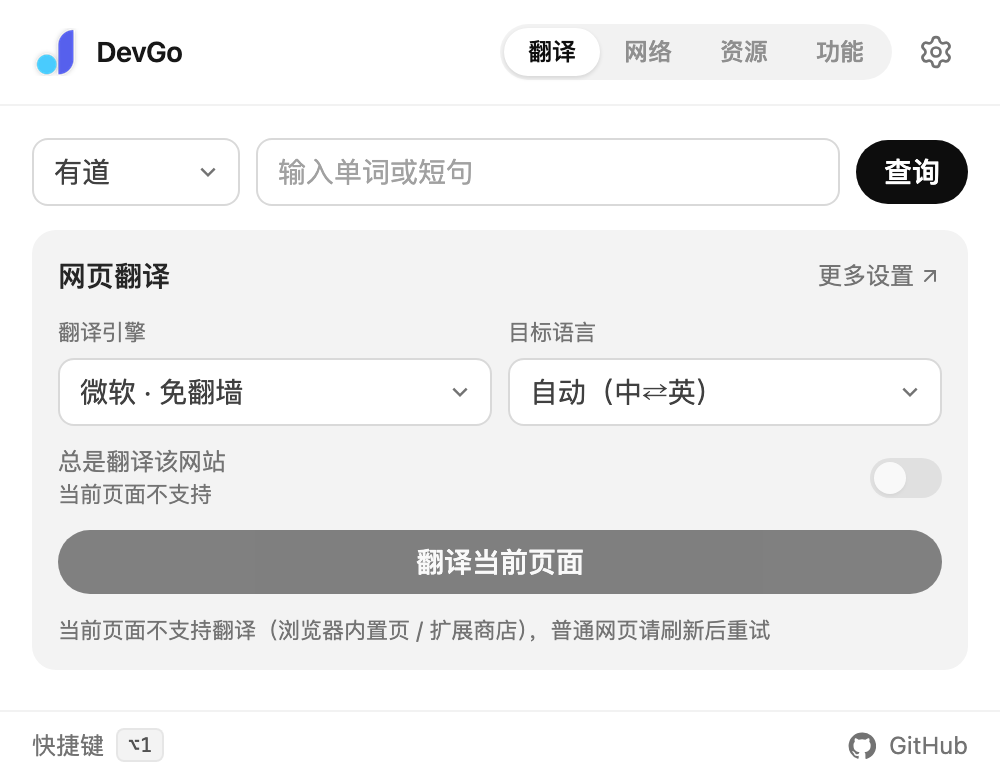 DevGo
翻译 网络 资源 功能
有道 输入单词或短句 查询
网页翻译 更多设置
翻译引擎 目标语言
微软 · 免翻墙 自动（中⇄英）
总是翻译该网站
当前页面不支持
翻译当前页面
当前页面不支持翻译（浏览器内置页 / 扩展商店），普通网页请刷新后重试
快捷键 ⌥1 GitHub